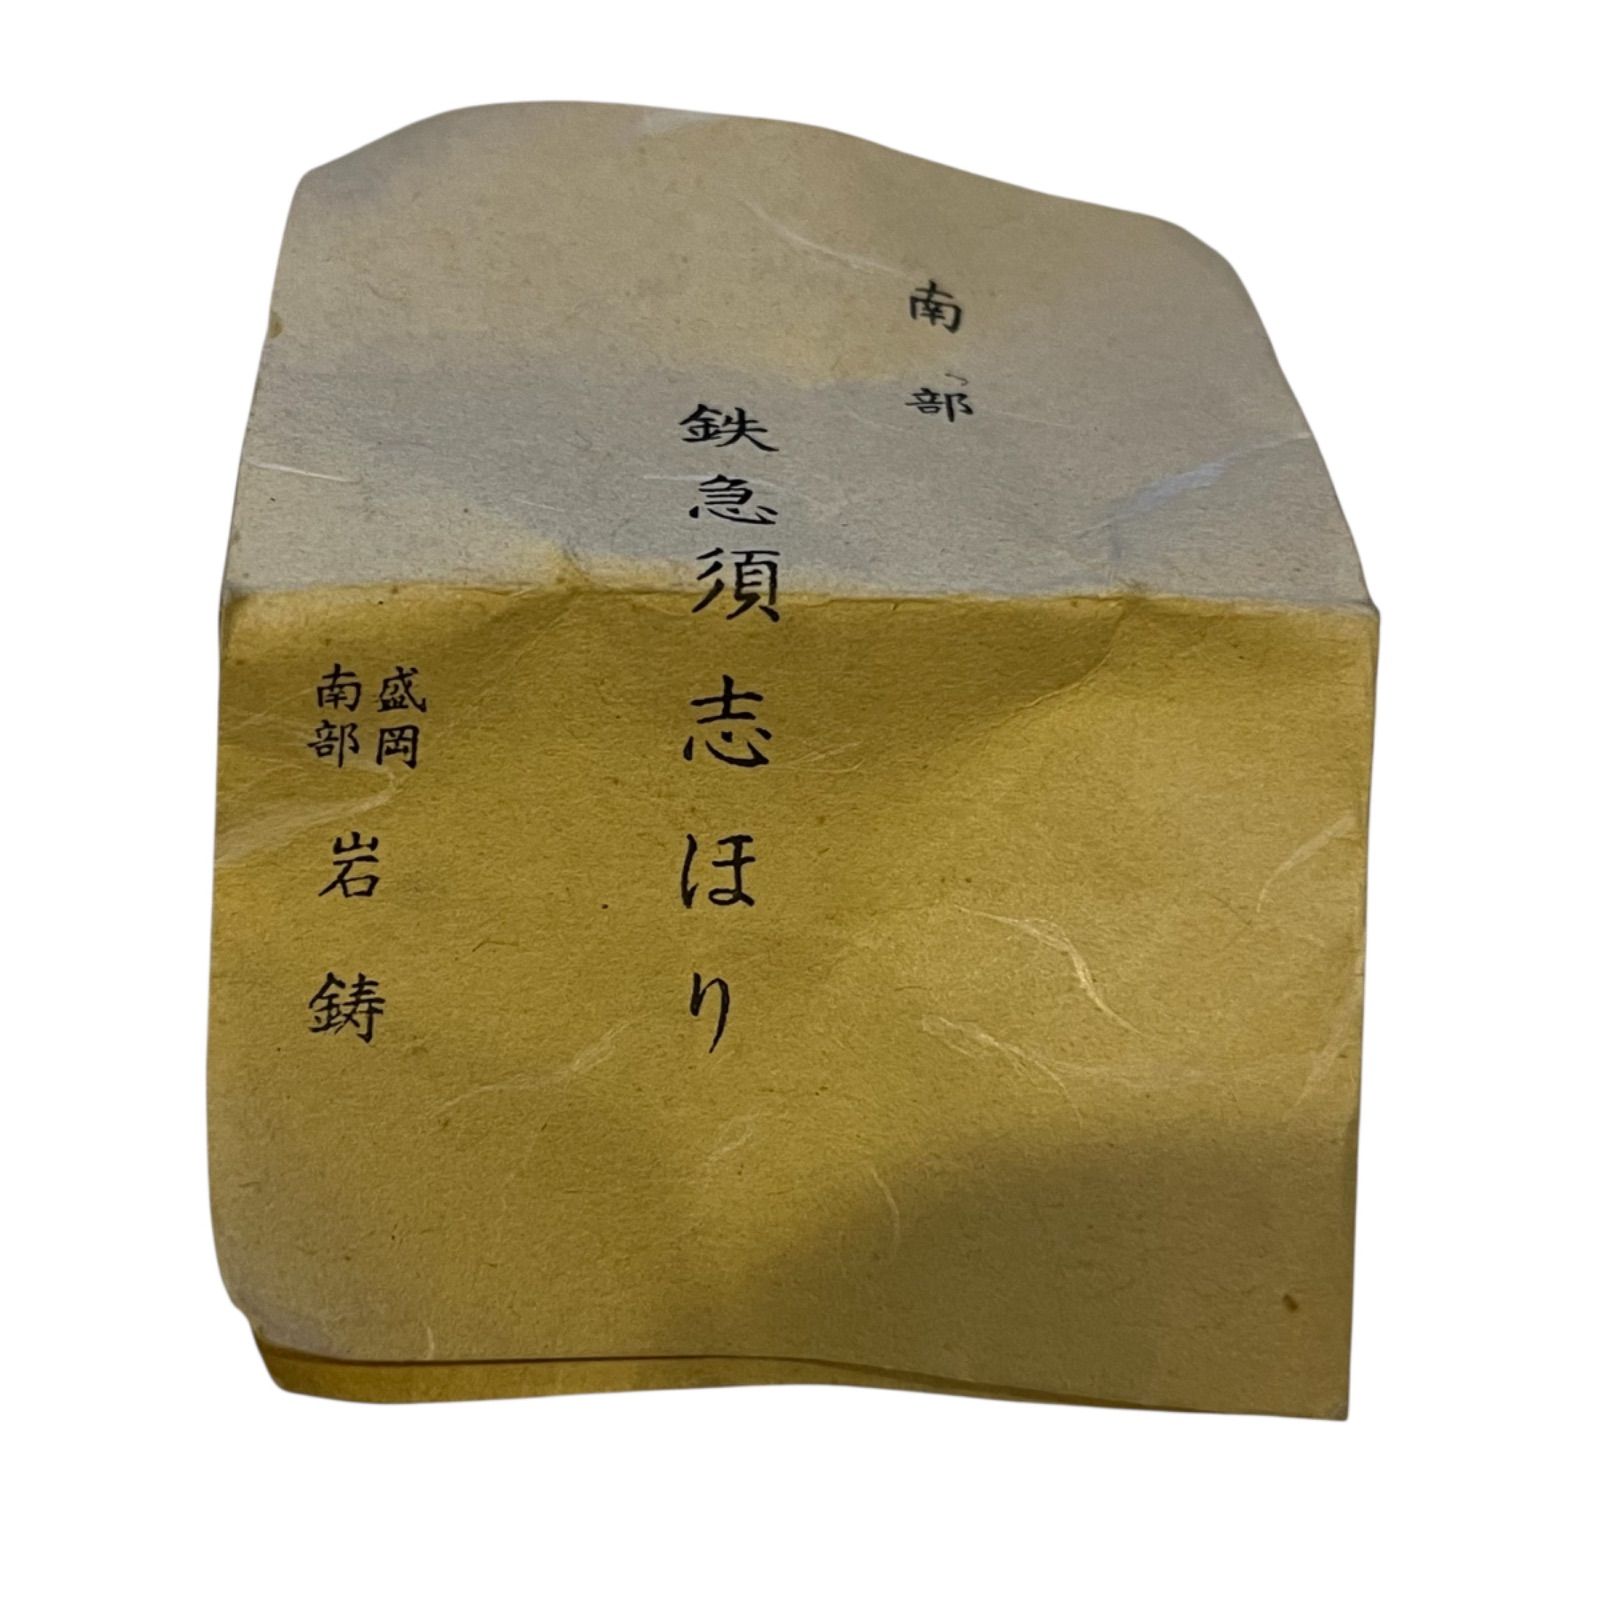 南部
鉄急須志ほり
盛岡
南部
岩鋳